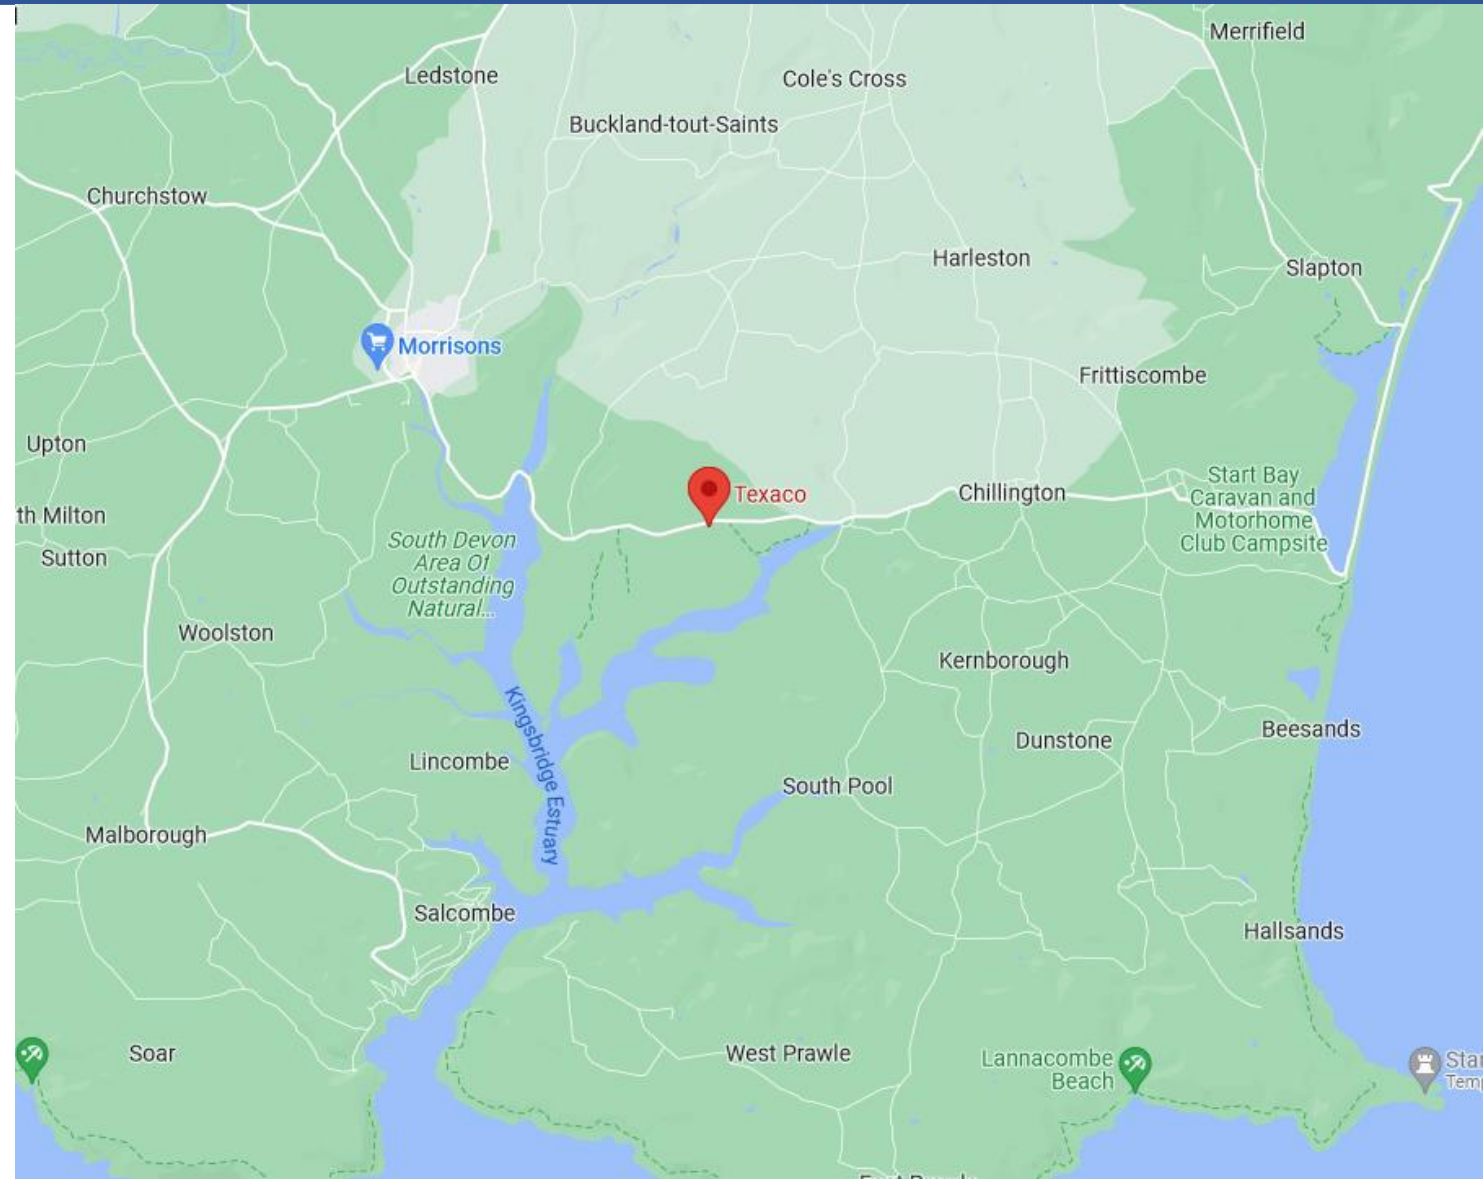 Merrifield
Ledstone
Cole's Cross
Buckland-tout-Saints
Churchstow
Harleston
Slapton
Morrisons
Frittiscombe
Upton
Start Bay
Caravan and
Motorhome
Club Campsite
Texaco
Chillington
th Milton
South Devon
Area Of
Outstanding
Natural...
Sutton
Woolston
Kernborough
Kingsbridge Estuary
Beesands
Dunstone
Lincombe
South Pool
Malborough
Salcombe
Hallsands
Soar
West Prawle
Lannacombe
Beach
Star
Temp